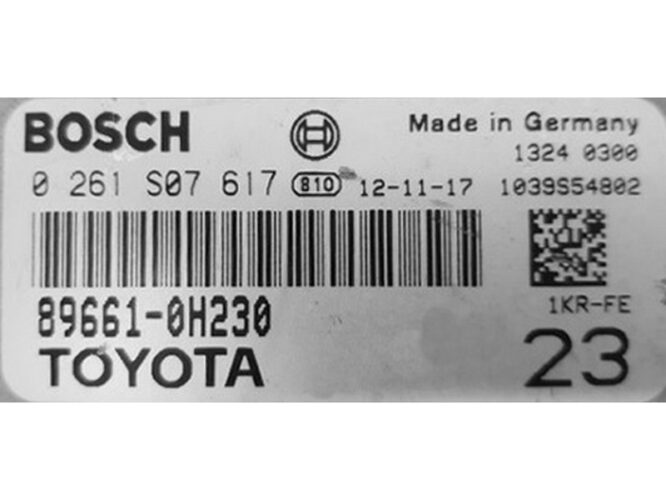 BOSCH
Made in Germany
1324 0300
0 261 S07 617 810 12-11-17 1039S54802
89661-0H230
1KR-FE
TOYOTA
23